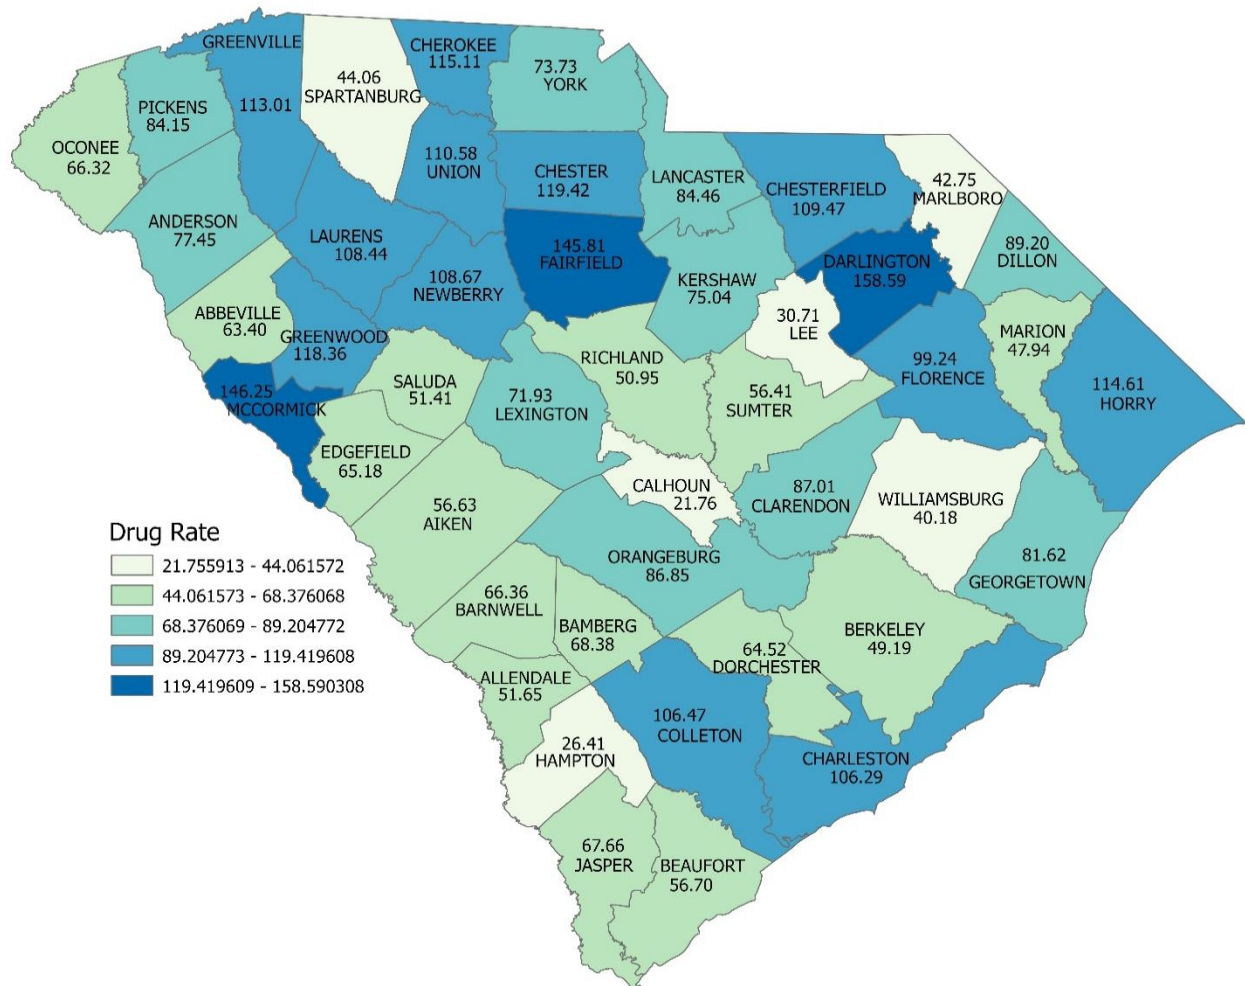 GREENVILLE
113.01
44.06
SPARTANBURG
CHEROKEE
115.11
73.73
YORK
PICKENS
84.15
OCONEE
66.32
110.58
UNION
CHESTER
119.42
LANCASTER
84.46
CHESTERFIELD
109.47
42.75
MARLBORO
ANDERSON
77.45
LAURENS
108.44
145.81
FAIRFIELD
DARLINGTON
158.59
89.20
DILLON
108.67
NEWBERRY
KERSHAW
75.04
ABBEVILLE
63.40
GREENWOOD
118.36
30.71
LEE
MARION
47.94
RICHLAND
50.95
99.24
FLORENCE
114.61
HORRY
146.25
MCCORMICK
SALUDA
51.41
71.93
LEXINGTON
56.41
SUMTER
EDGEFIELD
65.18
CALHOUN
21.76
87.01
CLARENDON
WILLIAMSBURG
40.18
56.63
AIKEN
ORANGEBURG
86.85
81.62
GEORGETOWN
66.36
BARNWELL
BAMBERG
68.38
64.52
DORCHESTER
BERKELEY
49.19
ALLENDALE
51.65
106.47
COLLETON
26.41
HAMPTON
CHARLESTON
106.29
67.66
JASPER
BEAUFORT
56.70
Drug Rate
21.755913 - 44.061572
44.061573 - 68.376068
68.376069 - 89.204772
89.204773 - 119.419608
119.419609 - 158.590308